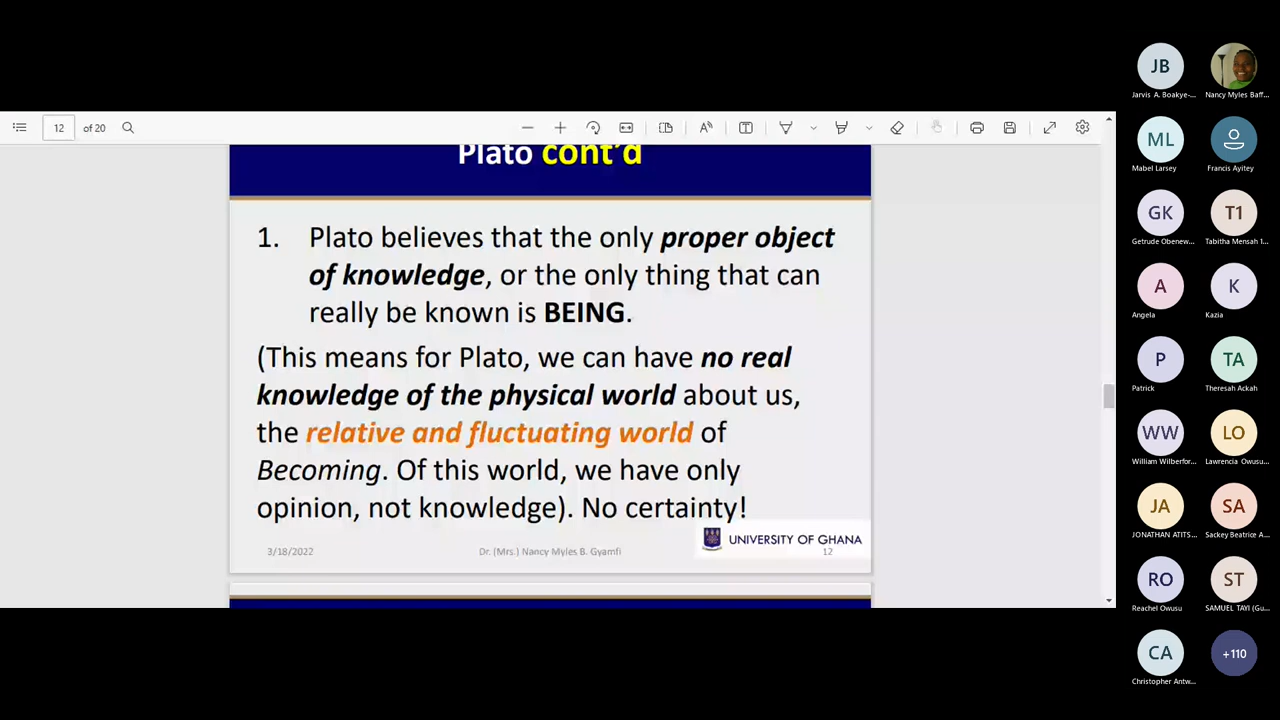 12 of 20
Plato cont'd
1. Plato believes that the only proper object
of knowledge, or the only thing that can
really be known is BEING.
(This means for Plato, we can have no real
knowledge of the physical world about us,
the relative and fluctuating world of
Becoming. Of this world, we have only
opinion, not knowledge). No certainty!
UNIVERSITY OF GHANA
3/18/2022 Dr. (Mrs.) Nancy Myles B. Gyamfi 12
JB
Jarvis A. Boakye-... Nancy Myles Baff...
ML
Mabel Larsey Francis Ayitey
GK T1
Getrude Obenew... Tabitha Mensah 1...
A K
Angela Kazia
P TA
Patrick Theresah Ackah
WW LO
William Wilberfor... Lawrencia Owusu...
JA SA
JONATHAN ATITS... Sackey Beatrice A...
RO ST
Reachel Owusu SAMUEL TAYI (Gu...
CA +110
Christopher Antw...